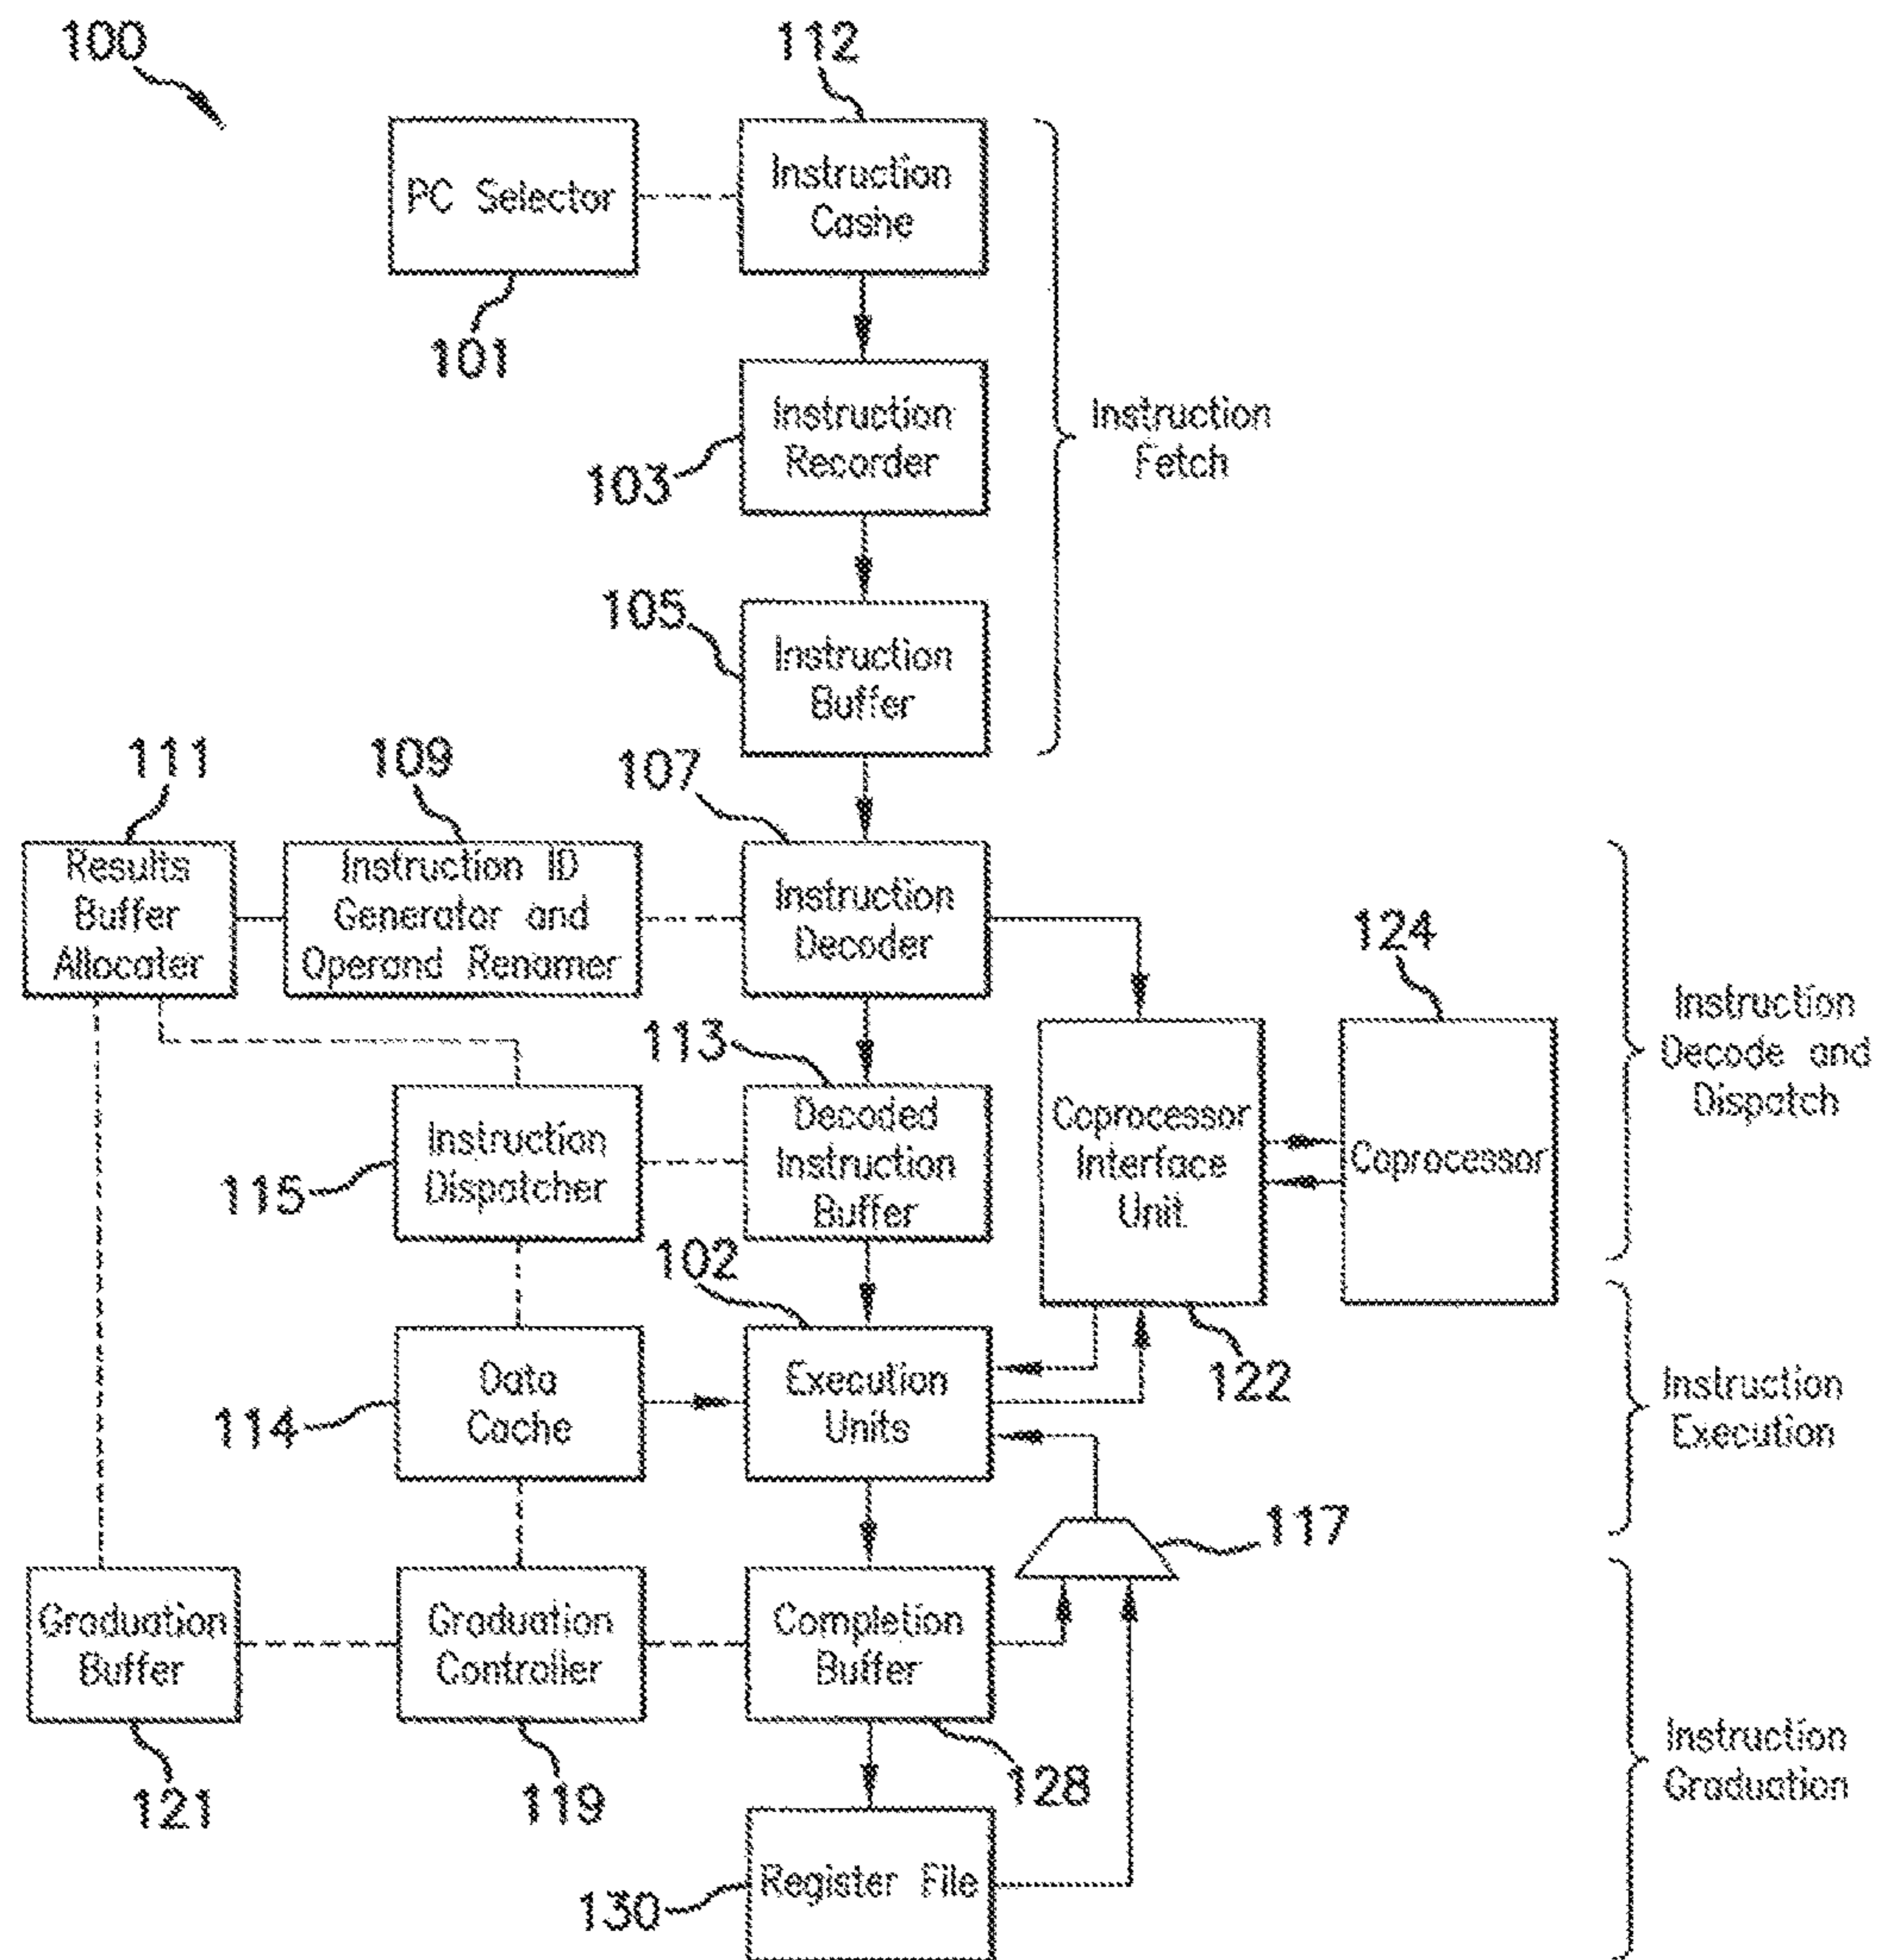 100
112
PC Selector
Instruction
Cashe
101
Instruction
Recorder
103
Instruction
Fetch
105
Instruction
Buffer
111
109
107
Results
Buffer
Allocater
Instruction ID
Generator and
Operand Renamer
Instruction
Decoder
124
Instruction
Decode and
Dispatch
113
115
Instruction
Dispatcher
Decoded
Instruction
Buffer
Coprocessor
Interface
Unit
Coprocessor
102
122
114
Data
Cache
Execution
Units
Instruction
Execution
117
Graduation
Buffer
Graduation
Controller
Completion
Buffer
121
119
128
Instruction
Graduation
130
Register File